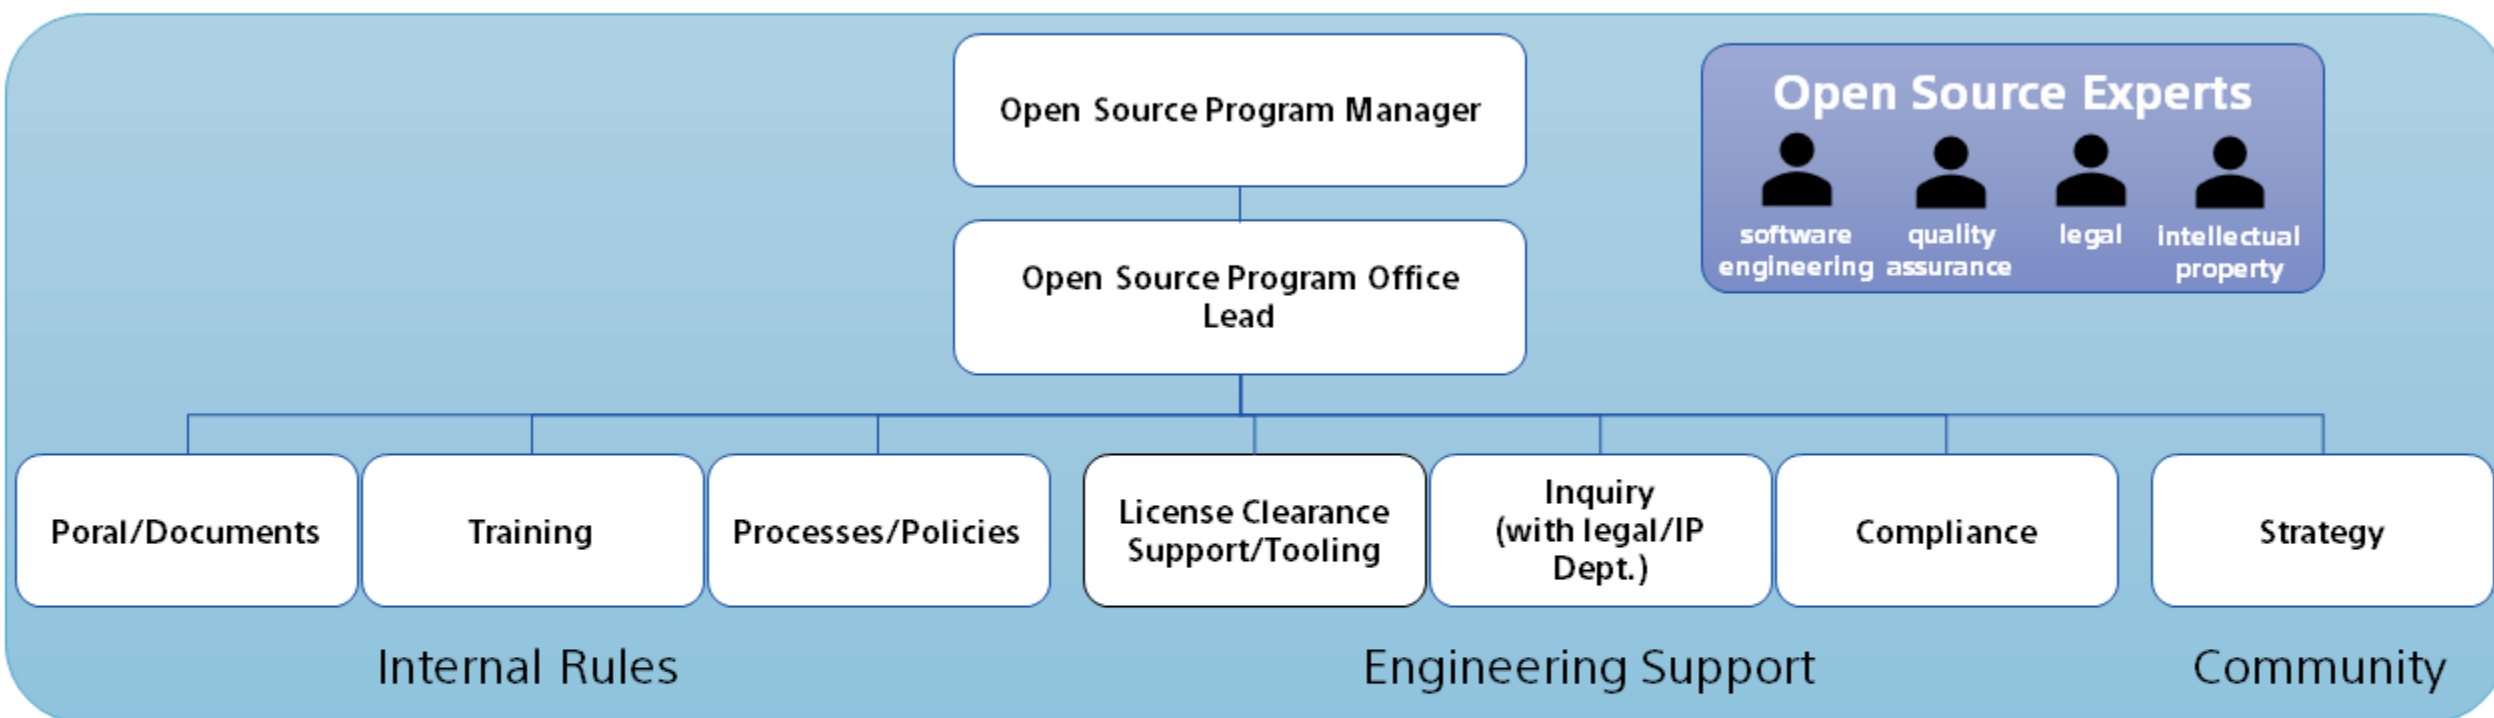 Open Source Program Manager
Open Source Experts
software
engineering
quality
assurance
legal
intellectual
property
Open Source Program Office
Lead
Poral/Documents
Training
Processes/Policies
License Clearance
Support/Tooling
Inquiry
(with legal/IP
Dept.)
Compliance
Strategy
Internal Rules
Engineering Support
Community